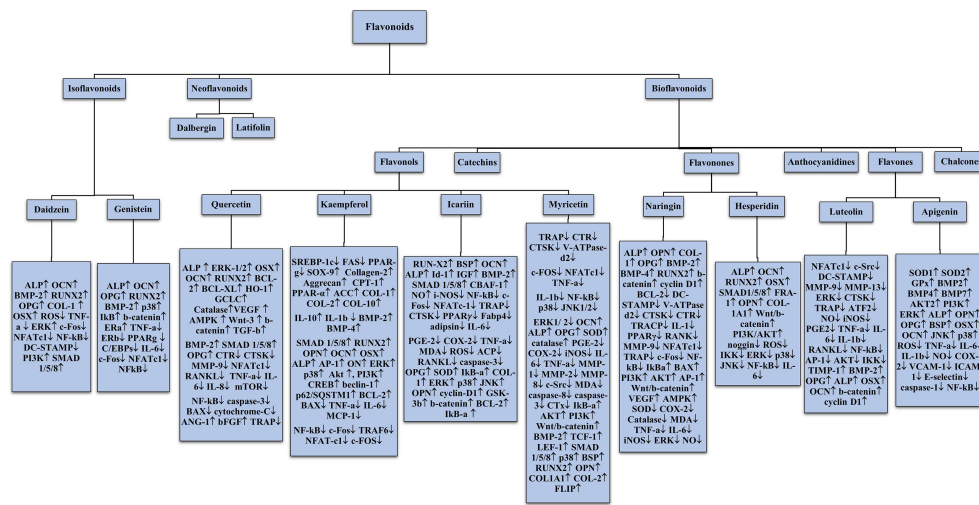 Flavonoids
Isoflavonoids
Neoflavonoids
Bioflavonoids
Dalbergin
Latifolin
Flavonols
Catechins
Flavonones
Anthocyanidines
Flavones
Chalcones
Daidzein
Genistein
Quercetin
Kaempferol
Icariin
Myricetin
Naringin
Hesperidin
Luteolin
Apigenin
ALP↑ OCN↑
BMP-2↑ RUNX2↑
OPG↑ COL-1 ↑
OSX↑ ROS↓ TNF-
a ↓ ERK↑ c-Fos↓
NFATc1↓ NF-kB↓
DC-STAMP↓
PI3K↑ SMAD
1/5/8↑
ALP↑ OCN↑
OPG↑ RUNX2↑
BMP-2↑ p38↑
IkB↑ b-catenin↑
ERa↑ TNF-a↓
ERb↓ PPARg ↓
C/EBPs↓ IL-6↓
c-Fos↓ NFATc1↓
NFkB↓
ALP ↑ ERK-1/2↑ OSX↑
OCN↑ RUNX2↑ BCL-
2↑ BCL-XL↑ HO-1↑
GCLC↑
Catalase↑VEGF ↑
AMPK ↑ Wnt-3 ↑ b-
catenin↑ TGF-b↑
BMP-2↑ SMAD 1/5/8↑
OPG↑ CTR↓ CTSK↓
MMP-9↓ NFATc1↓
RANKL↓ TNF-a↓ IL-
6↓ IL-8↓ mTOR↓
NF-kB↓ caspase-3↓
BAX↓ cytochrome-C↓
ANG-1↑ bFGF↑ TRAP↓
SREBP-1c↓ FAS↓ PPAR-
g↓ SOX-9↑ Collagen-2↑
Aggrecan↑ CPT-1↑
PPAR-α↑ ACC↑ COL-1↑
COL-2↑ COL-10↑
IL-10↑ IL-1b ↓ BMP-2↑
BMP-4↑
SMAD 1/5/8↑ RUNX2↑
OPN↑ OCN↑ OSX↑
ALP↑ AP-1↑ ON↑ ERK↑
p38↑ Akt ↑, PI3K↑
CREB↑ beclin-1↑
p62/SQSTM1↑ BCL-2↑
BAX↓ TNF-a↓ IL-6↓
MCP-1↓
NF-kB↓ c-Fos↓ TRAF6↓
NFAT-c1↓ c-FOS↓
RUN-X2↑ BSP↑ OCN↑
ALP↑ Id-1↑ IGF↑ BMP-2↑
SMAD 1/5/8↑ CBAF-1↑
NO↑ i-NOS↓ NF-kB↓ c-
Fos↓ NFATc-1↓ TRAP↓
CTSK↓ PPARγ↓ Fabp4↓
adipsin↓ IL-6↓
PGE-2↓ COX-2↓ TNF-a↓
MDA↓ ROS↓ ACP↓
RANKL↓ caspase-3↓
OPG↑ SOD↑ IkB-a↑ COL-
1↑ ERK↑ p38↑ JNK↑
OPN↑ cyclin-D1↑ GSK-
3b↑ b-catenin↑ BCL-2↑
IkB-a ↑
TRAP↓ CTR↓
CTSK↓ V-ATPase-
d2↓
c-FOS↓ NFATc1↓
TNF-a↓
IL-1b↓ NF-kB↓
p38↓ JNK1/2↓
ERK1/ 2↓ OCN↑
ALP↑ OPG↑ SOD↑
catalase↑ PGE-2↓
COX-2↓ iNOS↓ IL-
6↓ TNF-a↓ MMP-
1↓ MMP-2↓ MMP-
8↓ c-Src↓ MDA↓
caspase-8↓ caspase-
3↓ CTx↓ IkB-a↑
AKT↑ PI3K↑
Wnt/b-catenin↑
BMP-2↑ TCF-1↑
LEF-1↑ SMAD
1/5/8↑ p38↑ BSP↑
RUNX2↑ OPN↑
COL1A1↑ COL-2↑
FLIP↑
ALP↑ OPN↑ COL-
1↑ OPG↑ BMP-2↑
BMP-4↑ RUNX2↑ b-
catenin↑ cyclin D1↑
BCL-2↓ DC-
STAMP↓ V-ATPase
d2↓ CTSK↓ CTR↓
TRACP↓ IL-1↓
PPARγ↓ RANK↓
MMP-9↓ NFATc1↓
TRAP↓ c-Fos↓ NF-
kB↓ IkBa↑ BAX↑
PI3K↑ AKT↑ AP-1↑
Wnt/b-catenin↑
VEGF↑ AMPK↑
SOD↓ COX-2↓
Catalase↓ MDA↓
TNF-a↓ IL-6↓
iNOS↓ ERK↓ NO↓
ALP↑ OCN↑
RUNX2↑ OSX↑
SMAD1/5/8↑ FRA-
1↑ OPN↑ COL-
1A1↑ Wnt/b-
catenin↑
PI3K/AKT↑
noggin↓ ROS↓
IKK↓ ERK↓ p38↓
JNK↓ NF-kB↓ IL-
6↓
NFATc1↓ c-Src↓
DC-STAMP↓
MMP-9↓ MMP-13↓
ERK↓ CTSK↓
TRAP↓ ATF2↓
NO↓ iNOS↓
PGE2↓ TNF-a↓ IL-
6↓ IL-1b↓
RANKL↓ NF-kB↓
AP-1↓ AKT↓ IKK↓
TIMP-1↑ BMP-2↑
OPG↑ ALP↑ OSX↑
OCN↑ b-catenin↑
cyclin D1↑
SOD1↑ SOD2↑
GPx↑ BMP2↑
BMP4↑ BMP7↑
AKT2↑ PI3K↑
ERK↑ ALP↑ OPN↑
OPG↑ BSP↑ OSX↑
OCN↑ JNK↑ p38↑
ROS↓ TNF-a↓ IL-6↓
IL-1b↓ NO↓ COX-
2↓ VCAM-1↓ ICAM-
1↓ E-selectin↓
caspase-1↓ NF-kB↓